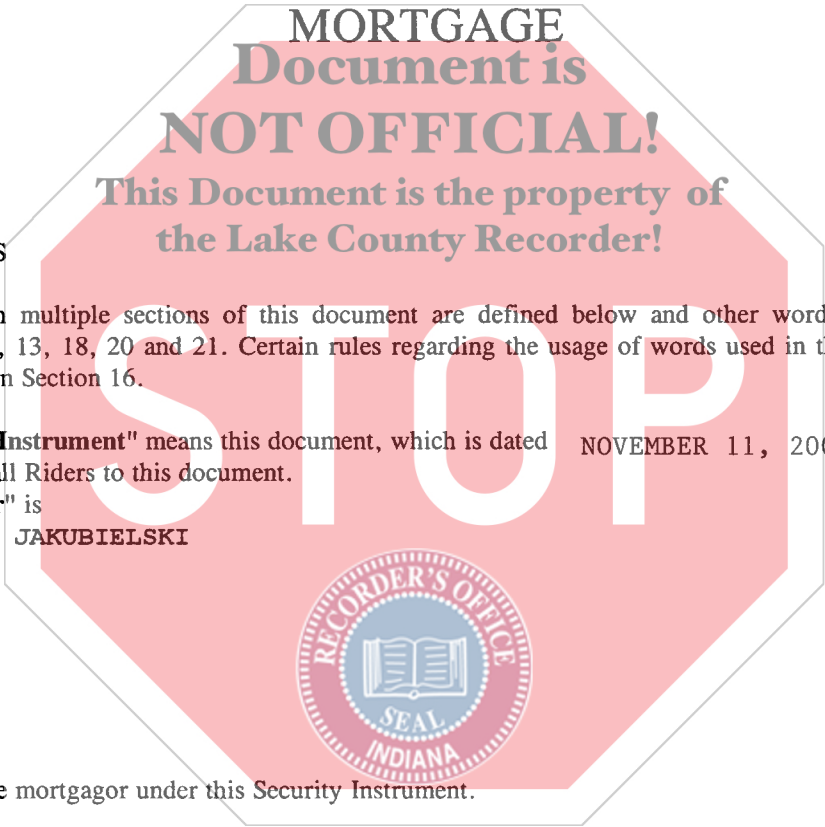 MORTGAGE
Document is
NOT OFFICIAL!
This Document is the property of
the Lake County Recorder!
S
n multiple sections of this document are defined below and other word
, 13, 18, 20 and 21. Certain rules regarding the usage of words used in t
n Section 16.
Instrument" means this document, which is dated NOVEMBER 11, 200
ll Riders to this document.
r" is
JAKUBIELSKI
STOP
RECORDER'S OFFICE
SEAL
INDIANA
e mortgagor under this Security Instrument.